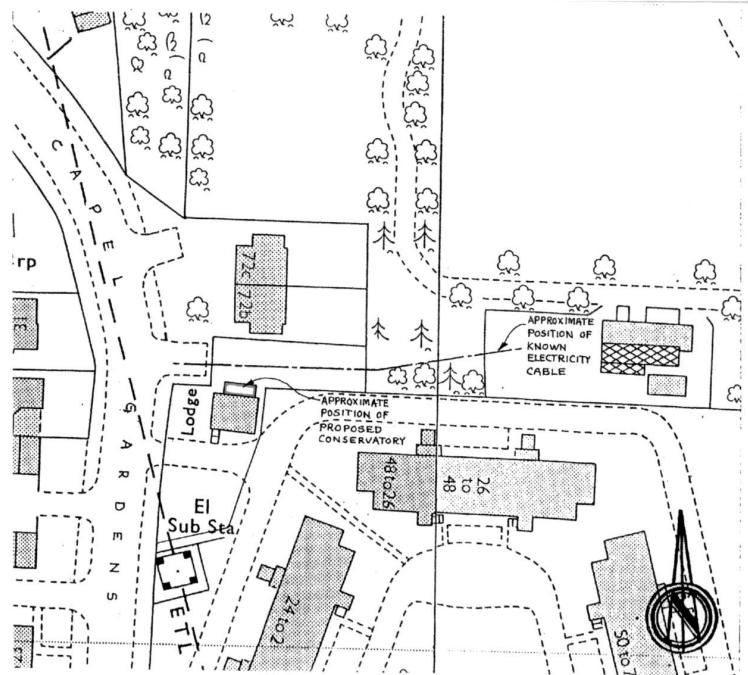 CAPEL GARDENS
rp
72c
72b
APPROXIMATE
POSITION OF
KNOWN
ELECTRICITY
CABLE
Lodge
APPROXIMATE
POSITION OF
PROPOSED
CONSERVATORY
48 to 26
26
to
48
El
Sub Sta
ETL
24 to 2
50 to 7
N